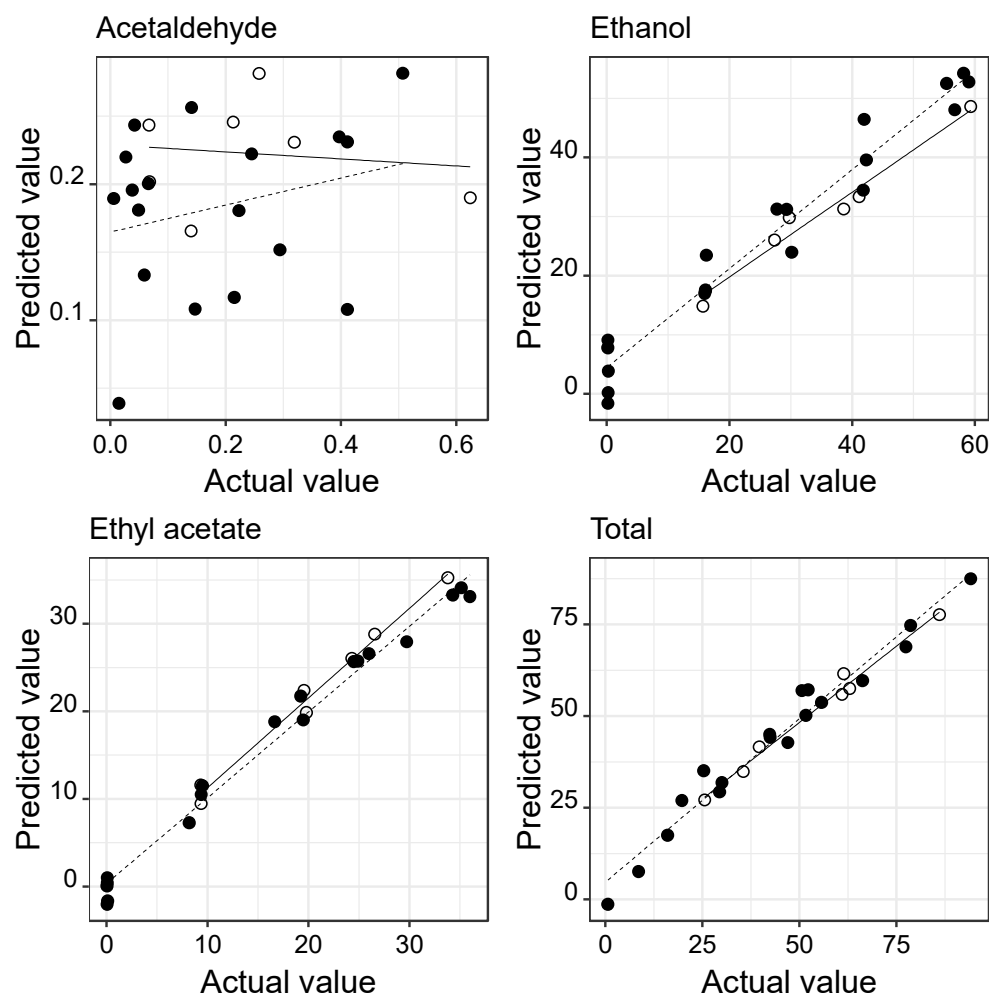 Acetaldehyde
Predicted value
0.2
0.1
0.0 0.2 0.4 0.6
Actual value
Ethanol
Predicted value
40
20
0
0 20 40 60
Actual value
Ethyl acetate
Predicted value
30
20
10
0
0 10 20 30
Actual value
Total
Predicted value
75
50
25
0
0 25 50 75
Actual value